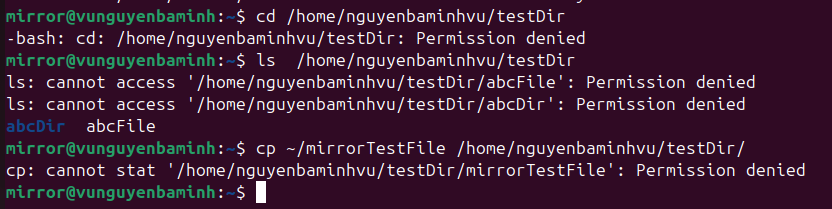 mirror@vunguyenbaminh:~$ cd /home/nguyenbaminhvu/testDir
-bash: cd: /home/nguyenbaminhvu/testDir: Permission denied
mirror@vunguyenbaminh:~$ ls  /home/nguyenbaminhvu/testDir
ls: cannot access '/home/nguyenbaminhvu/testDir/abcFile': Permission denied
ls: cannot access '/home/nguyenbaminhvu/testDir/abcDir': Permission denied
abcDir  abcFile
mirror@vunguyenbaminh:~$ cp ~/mirrorTestFile /home/nguyenbaminhvu/testDir/
cp: cannot stat '/home/nguyenbaminhvu/testDir/mirrorTestFile': Permission denied
mirror@vunguyenbaminh:~$